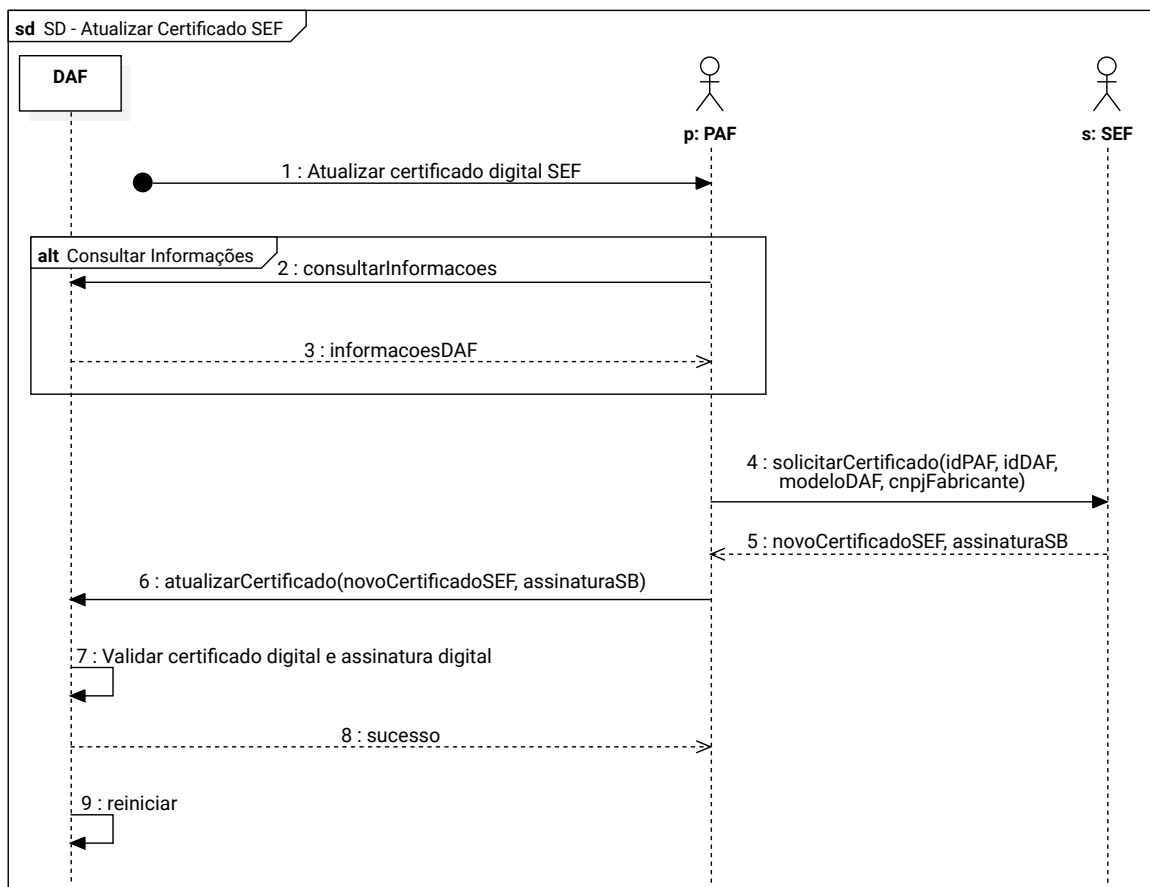 sd SD - Atualizar Certificado SEF
DAF
p: PAF
s: SEF
1 : Atualizar certificado digital SEF
alt Consultar Informações
2 : consultarInformacoes
3 : informacoesDAF
4 : solicitarCertificado(idPAF, idDAF,
modeloDAF, cnpjFabricante)
5 : novoCertificadoSEF, assinaturaSB
6 : atualizarCertificado(novoCertificadoSEF, assinaturaSB)
7 : Validar certificado digital e assinatura digital
8 : sucesso
9 : reiniciar